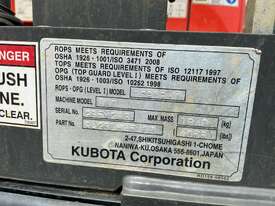 DANGER
USH
NE.
CLEAR.
ROPS MEETS REQUIREMENTS OF
OSHA 1926 · 1001/ISO 3471 2008
TOPS MEETS REQUIREMENTS OF ISO 12117 1997
OPG (TOP GUARD LEVEL I) MEETS REQUIREMENTS OF
OSHA 1926 · 1003/ISO 10262 1998
ROPS · OPG (LEVEL I) MODEL
MACHINE MODEL
SERIAL NO. MAX. MASS (kg)
PART No. (lbs)
2-47, SHIKITSUHIGASHI 1-CHOME
NANIWA-KU, OSAKA 556-8601, JAPAN
KUBOTA Corporation